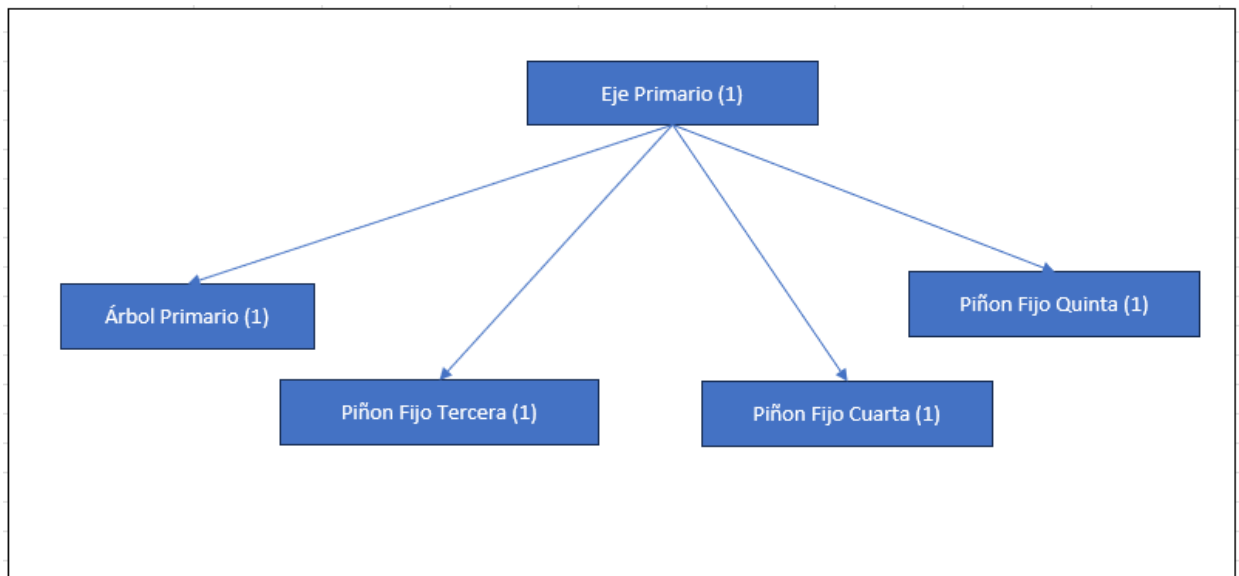 Eje Primario (1)
Árbol Primario (1)
Piñon Fijo Quinta (1)
Piñon Fijo Tercera (1)
Piñon Fijo Cuarta (1)